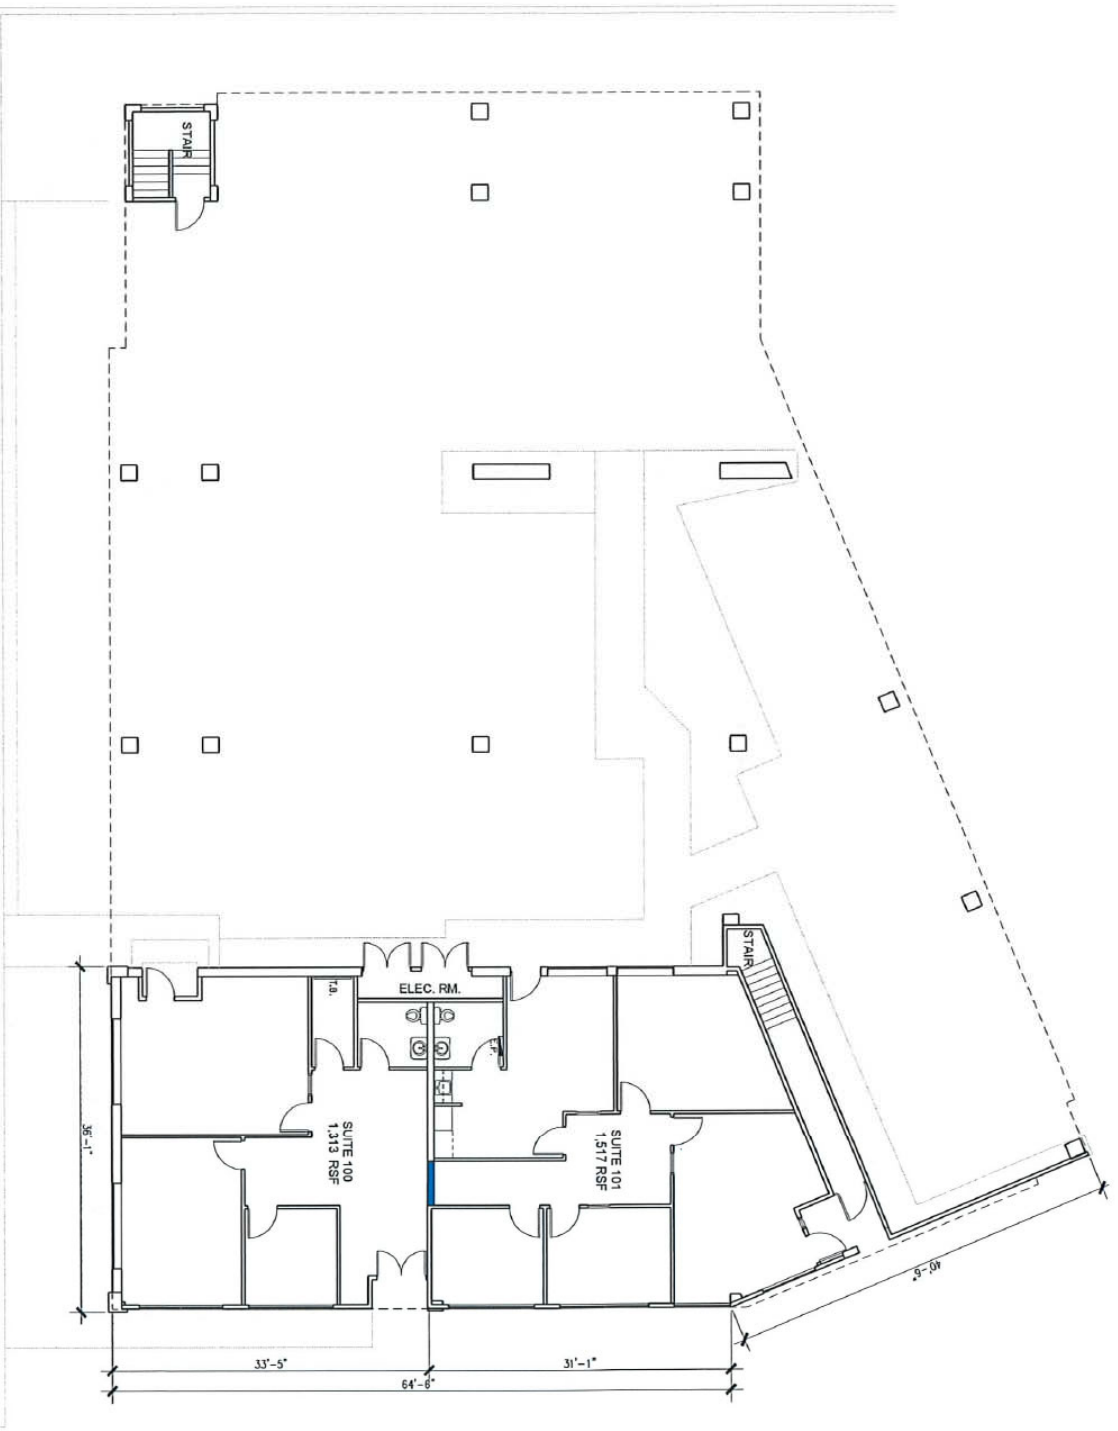 STAIR
STAIR
ELEC. RM.
T.B.
E.P.
SUITE 100
1,313 RSF
SUITE 101
1,517 RSF
36'-1"
40'-6"
33'-5"
31'-1"
64'-6"